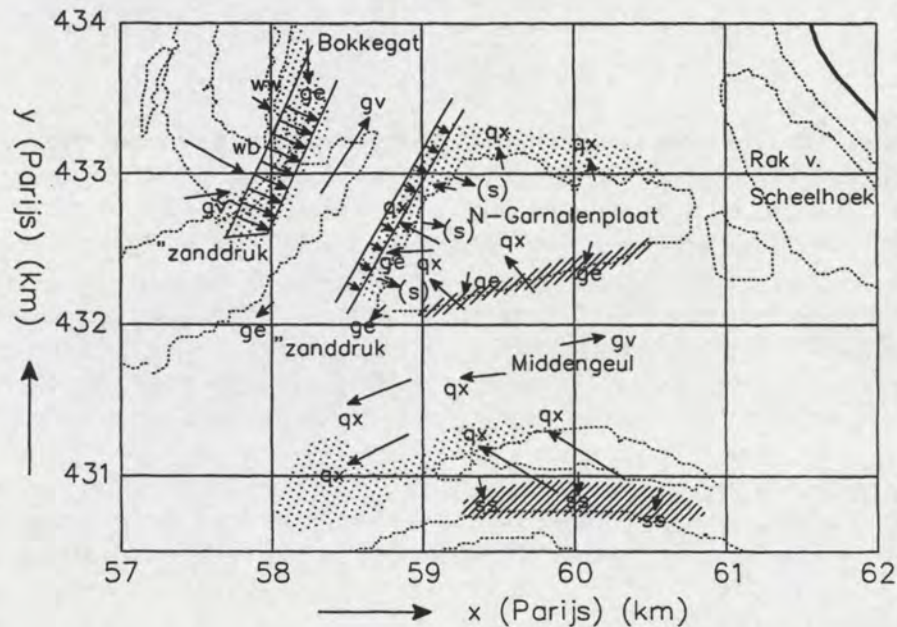 434
Bokkegat
ww
ge
gv
qx
qx
wb
433
Rak v.
Scheelhoek
(s)
gv
qx
N-Garnalenplaat
(s)
"zanddruk
ge
qx
qx
ge
ge
(s)
432
ge
ge
"zanddruk
gv
Middengeul
qx
qx
qx
qx
431
qx
ss
ss
ss
57
58
59
60
61
62
x (Parijs) (km)
y (Parijs) (km)